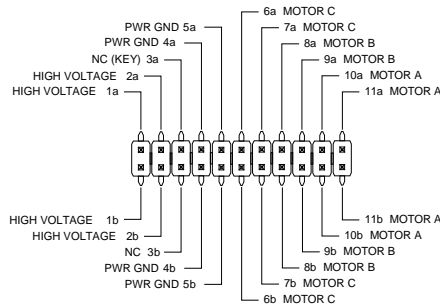 6a MOTOR C
PWR GND 5a
7a MOTOR C
PWR GND 4a
8a MOTOR B
NC (KEY) 3a
9a MOTOR B
HIGH VOLTAGE 2a
10a MOTOR A
HIGH VOLTAGE 1a
11a MOTOR A
HIGH VOLTAGE 1b
11b MOTOR A
HIGH VOLTAGE 2b
10b MOTOR A
NC 3b
9b MOTOR B
PWR GND 4b
8b MOTOR B
PWR GND 5b
7b MOTOR C
6b MOTOR C